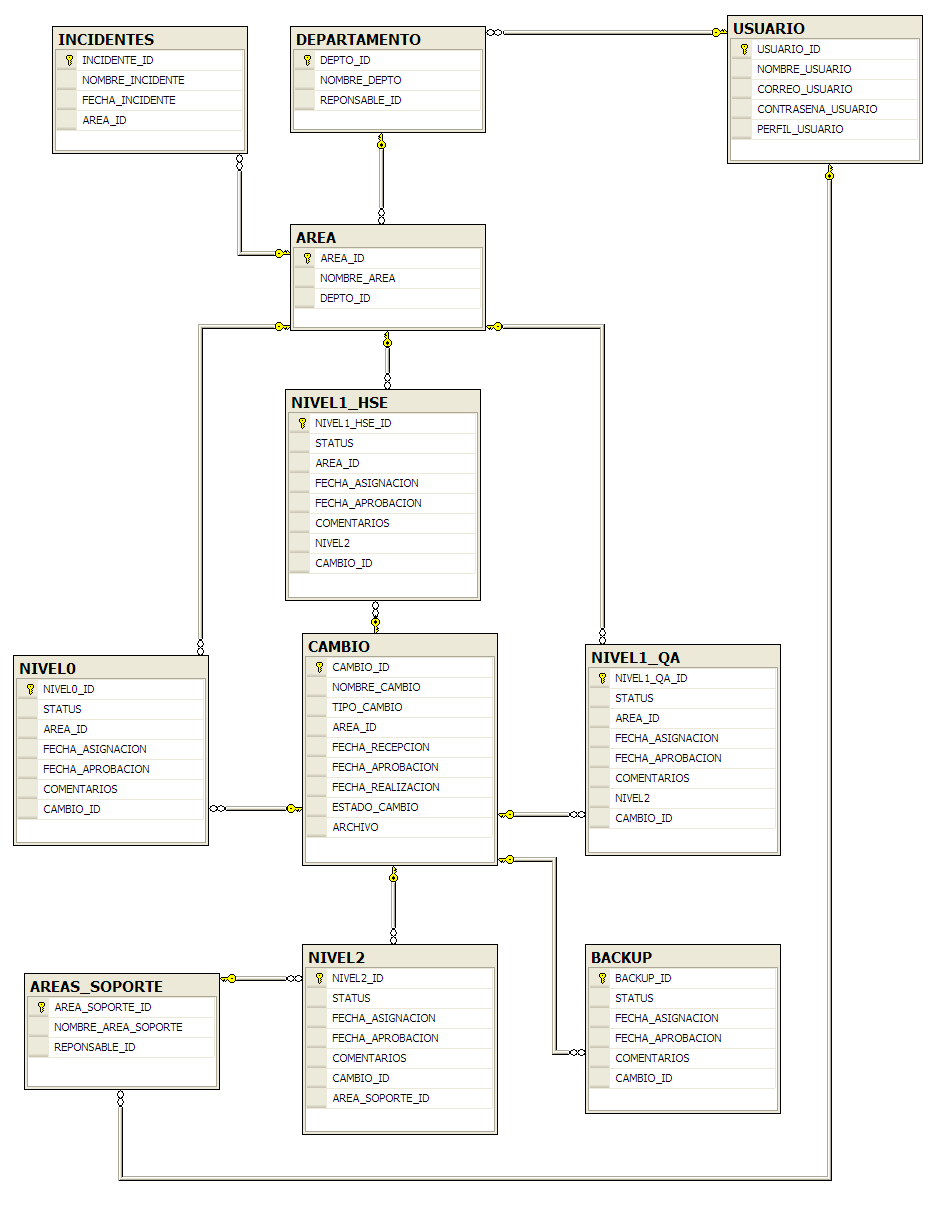 INCIDENTES
INCIDENTE_ID
NOMBRE_INCIDENTE
FECHA_INCIDENTE
AREA_ID
DEPARTAMENTO
DEPTO_ID
NOMBRE_DEPTO
REPONSABLE_ID
USUARIO
USUARIO_ID
NOMBRE_USUARIO
CORREO_USUARIO
CONTRASENA_USUARIO
PERFIL_USUARIO
AREA
AREA_ID
NOMBRE_AREA
DEPTO_ID
NIVEL1_HSE
NIVEL1_HSE_ID
STATUS
AREA_ID
FECHA_ASIGNACION
FECHA_APROBACION
COMENTARIOS
NIVEL2
CAMBIO_ID
NIVEL0
NIVEL0_ID
STATUS
AREA_ID
FECHA_ASIGNACION
FECHA_APROBACION
COMENTARIOS
CAMBIO_ID
CAMBIO
CAMBIO_ID
NOMBRE_CAMBIO
TIPO_CAMBIO
AREA_ID
FECHA_RECEPCION
FECHA_APROBACION
FECHA_REALIZACION
ESTADO_CAMBIO
ARCHIVO
NIVEL1_QA
NIVEL1_QA_ID
STATUS
AREA_ID
FECHA_ASIGNACION
FECHA_APROBACION
COMENTARIOS
NIVEL2
CAMBIO_ID
AREAS_SOPORTE
AREA_SOPORTE_ID
NOMBRE_AREA_SOPORTE
REPONSABLE_ID
NIVEL2
NIVEL2_ID
STATUS
FECHA_ASIGNACION
FECHA_APROBACION
COMENTARIOS
CAMBIO_ID
AREA_SOPORTE_ID
BACKUP
BACKUP_ID
STATUS
FECHA_ASIGNACION
FECHA_APROBACION
COMENTARIOS
CAMBIO_ID